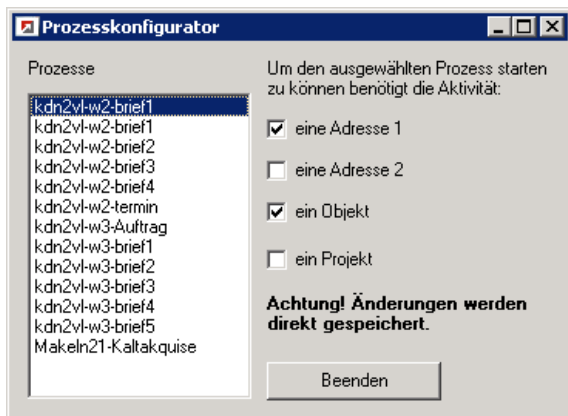 Prozesskonfigurator
Prozesse
kdn2vl-w2-brief1
kdn2vl-w2-brief1
kdn2vl-w2-brief2
kdn2vl-w2-brief3
kdn2vl-w2-brief4
kdn2vl-w2-termin
kdn2vl-w3-Auftrag
kdn2vl-w3-brief1
kdn2vl-w3-brief2
kdn2vl-w3-brief3
kdn2vl-w3-brief4
kdn2vl-w3-brief5
Makeln21-Kaltakquise
Um den ausgewählten Prozess starten
zu können benötigt die Aktivität:
eine Adresse 1
eine Adresse 2
ein Objekt
ein Projekt
Achtung! Änderungen werden
direkt gespeichert.
Beenden